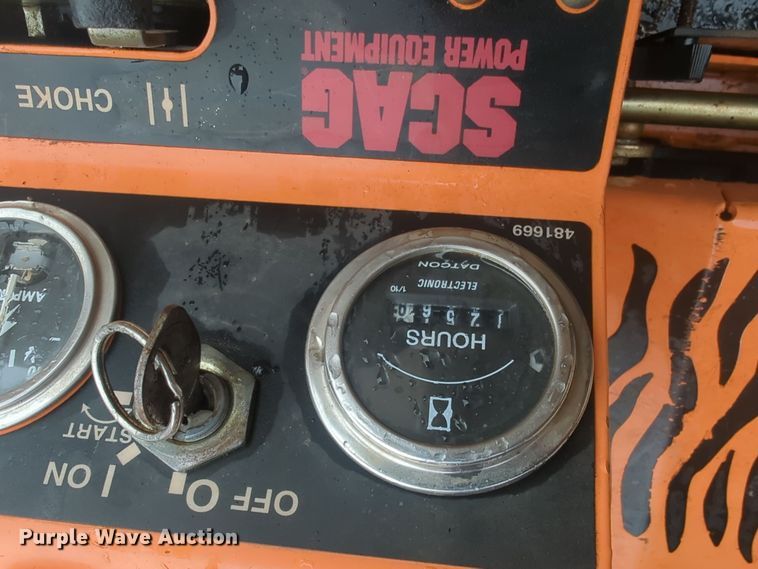 SCAG
POWER EQUIPMENT
CHOKE
481669
HOURS
ELECTRONIC
1/10
DATCON
START
ON
OFF
Purple Wave Auction